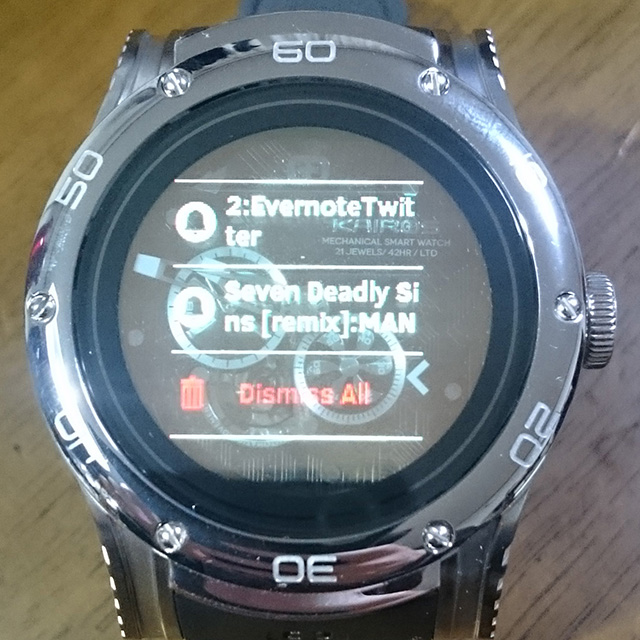 60
50
2:EvernoteTwit
ter
KAIROS
MECHANICAL SMART WATCH
21 JEWELS/ 42HR / LTD
Seven Deadly Si
ns [remix]:MAN
Dismiss All
20
30